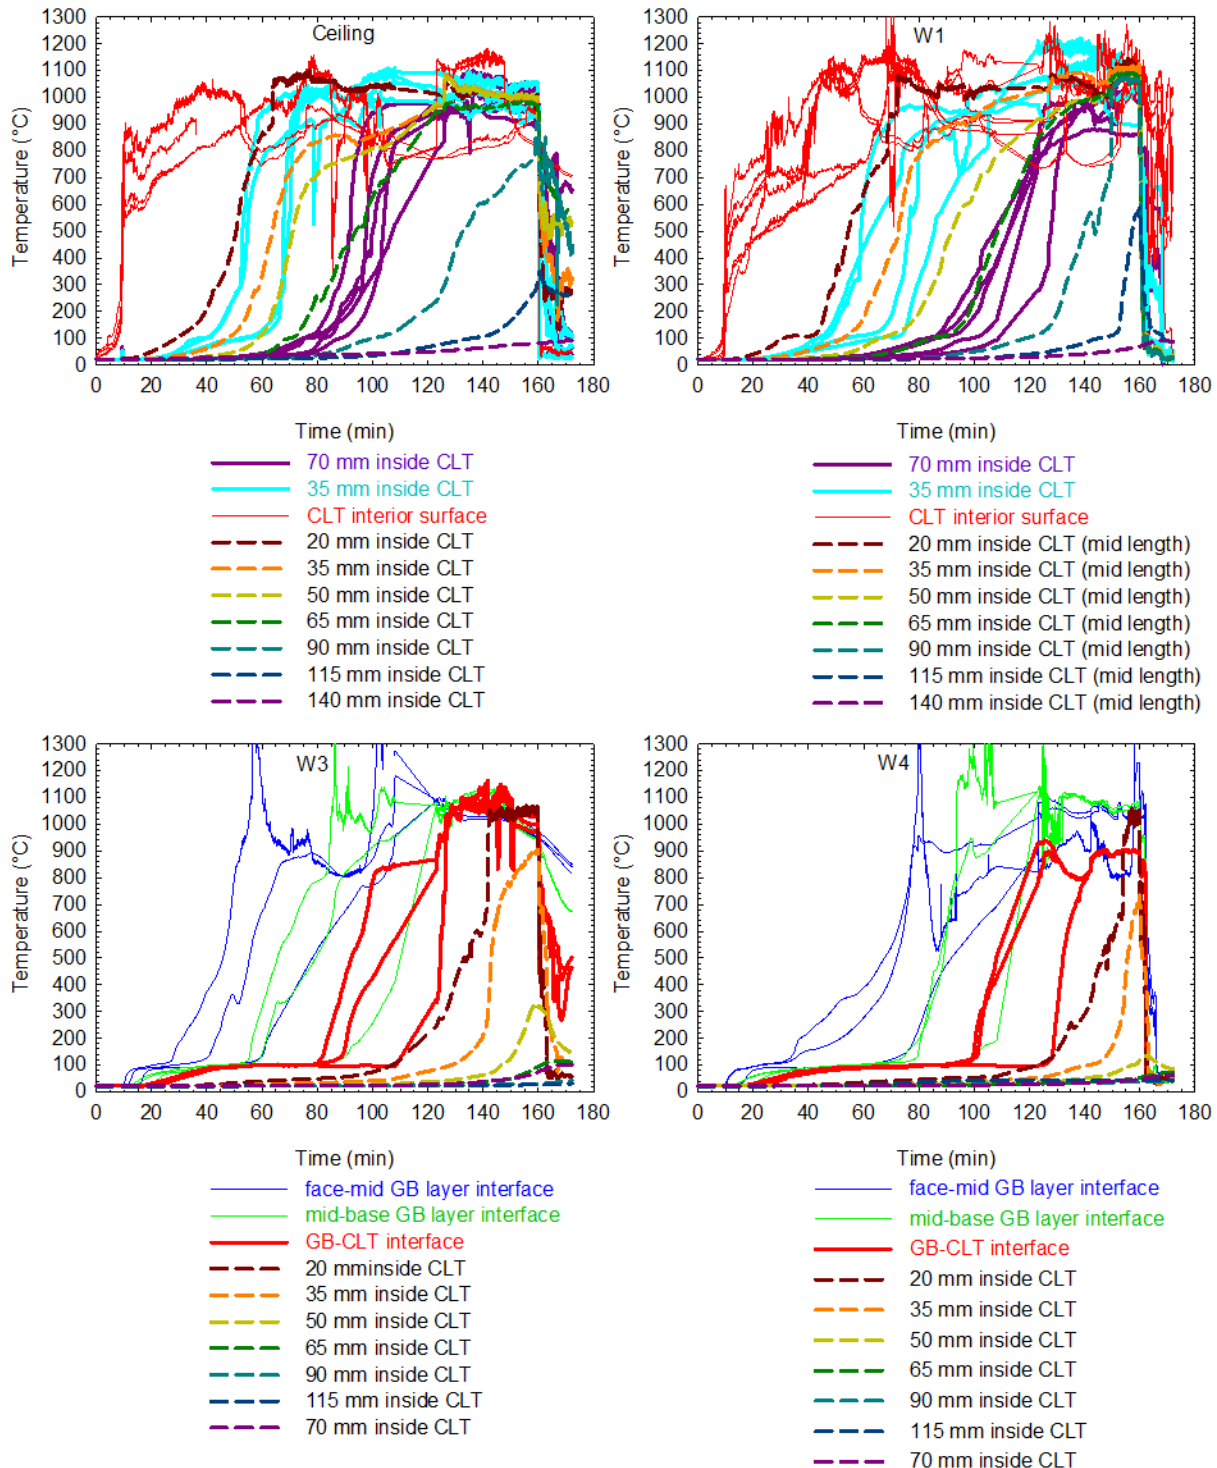 Ceiling
1300
1200
1100
1000
900
800
700
600
500
400
300
200
100
0
Temperature (°C)
0 20 40 60 80 100 120 140 160 180
Time (min)
70 mm inside CLT
35 mm inside CLT
CLT interior surface
20 mm inside CLT
35 mm inside CLT
50 mm inside CLT
65 mm inside CLT
90 mm inside CLT
115 mm inside CLT
140 mm inside CLT
W1
1300
1200
1100
1000
900
800
700
600
500
400
300
200
100
0
Temperature (°C)
0 20 40 60 80 100 120 140 160 180
Time (min)
70 mm inside CLT
35 mm inside CLT
CLT interior surface
20 mm inside CLT (mid length)
35 mm inside CLT (mid length)
50 mm inside CLT (mid length)
65 mm inside CLT (mid length)
90 mm inside CLT (mid length)
115 mm inside CLT (mid length)
140 mm inside CLT (mid length)
W3
1300
1200
1100
1000
900
800
700
600
500
400
300
200
100
0
Temperature (°C)
0 20 40 60 80 100 120 140 160 180
Time (min)
face-mid GB layer interface
mid-base GB layer interface
GB-CLT interface
20 mminside CLT
35 mm inside CLT
50 mm inside CLT
65 mm inside CLT
90 mm inside CLT
115 mm inside CLT
70 mm inside CLT
W4
1300
1200
1100
1000
900
800
700
600
500
400
300
200
100
0
Temperature (°C)
0 20 40 60 80 100 120 140 160 180
Time (min)
face-mid GB layer interface
mid-base GB layer interface
GB-CLT interface
20 mm inside CLT
35 mm inside CLT
50 mm inside CLT
65 mm inside CLT
90 mm inside CLT
115 mm inside CLT
70 mm inside CLT